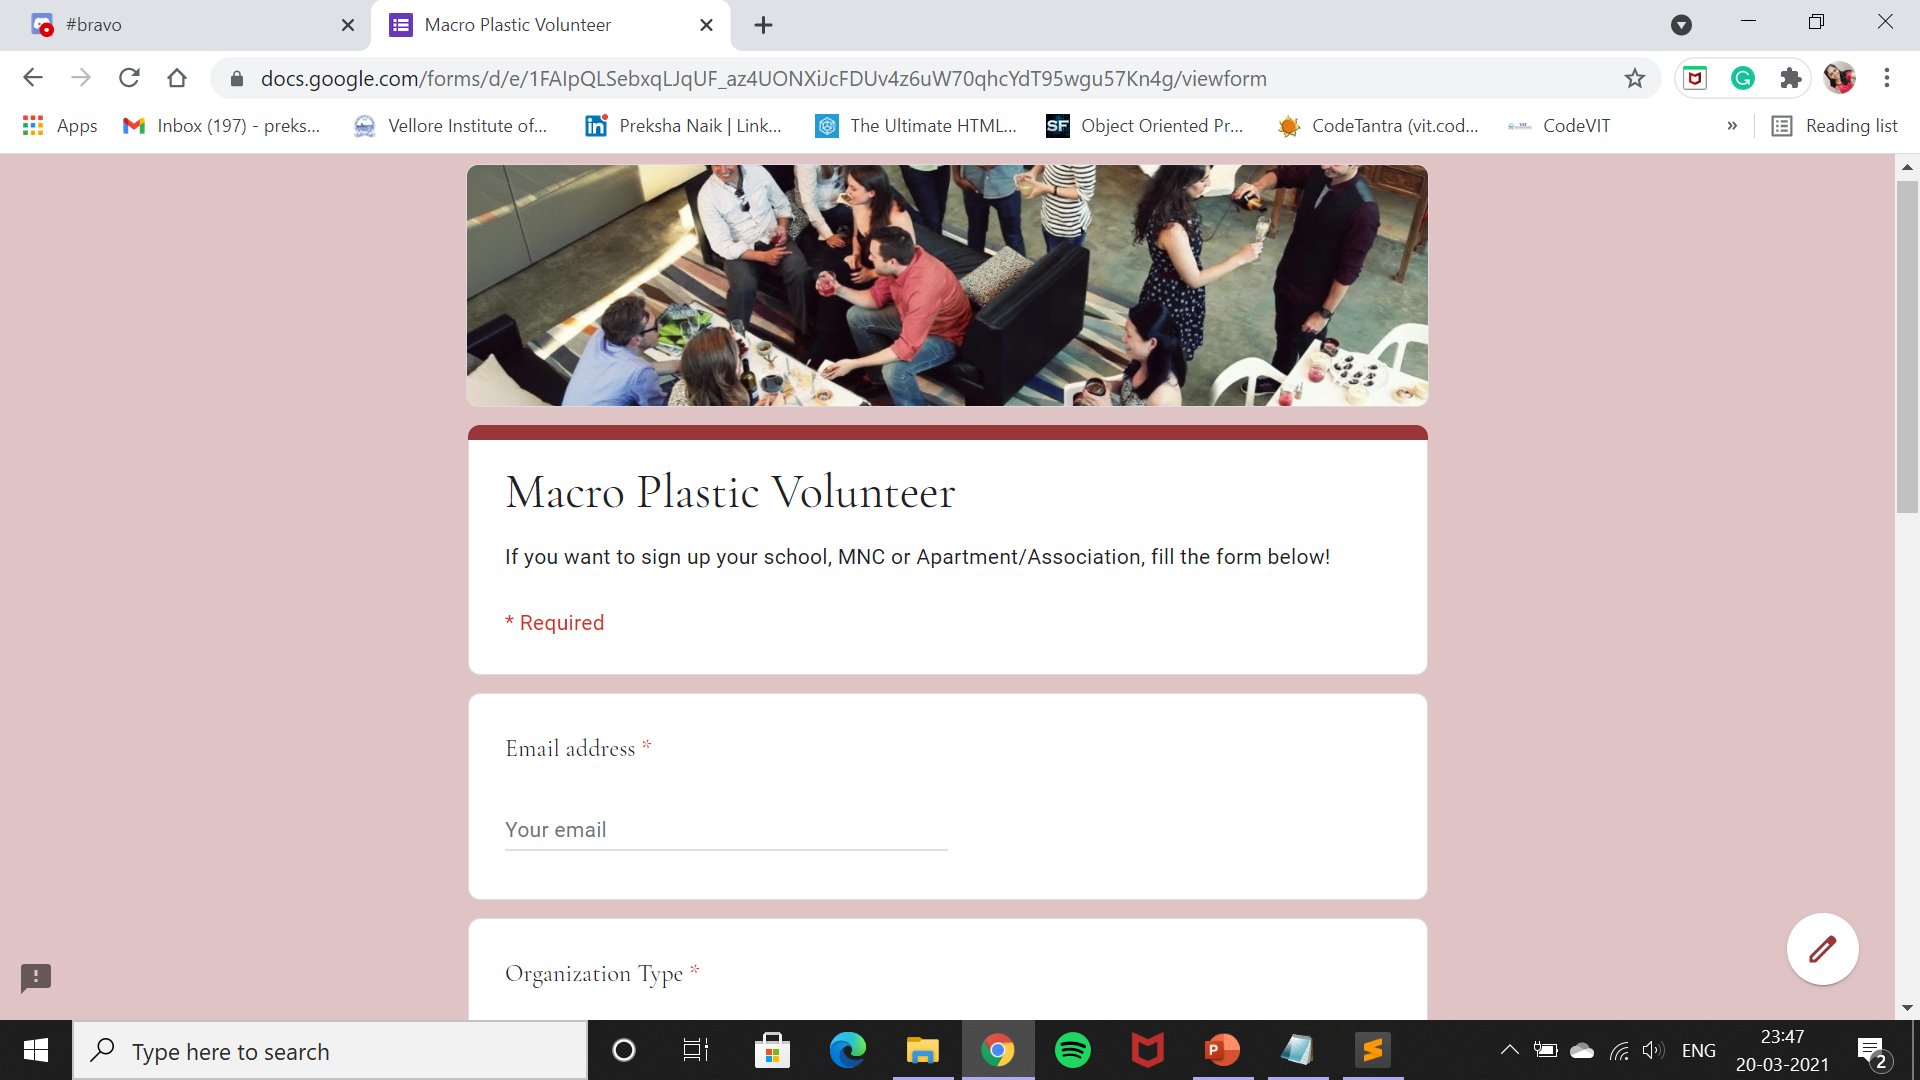 #bravo
Macro Plastic Volunteer
docs.google.com/forms/d/e/1FAIpQLSebxqLJqUF_az4UONXiJcFDUv4z6uW70qhcYdT95wgu57Kn4g/viewform
Apps
Inbox (197) - preks...
Vellore Institute of...
in
Preksha Naik | Link...
The Ultimate HTML...
SF
Object Oriented Pr...
CodeTantra (vit.cod...
CodeVIT
»
Reading list
Macro Plastic Volunteer
If you want to sign up your school, MNC or Apartment/Association, fill the form below!
* Required
Email address *
Your email
Organization Type *
Type here to search
ENG
23:47
20-03-2021
2